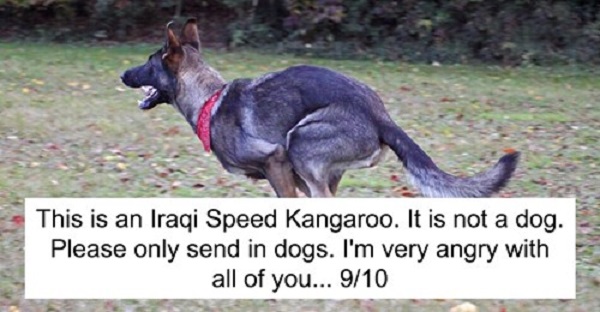 This is an Iraqi Speed Kangaroo. It is not a dog.
Please only send in dogs. I'm very angry with
all of you... 9/10